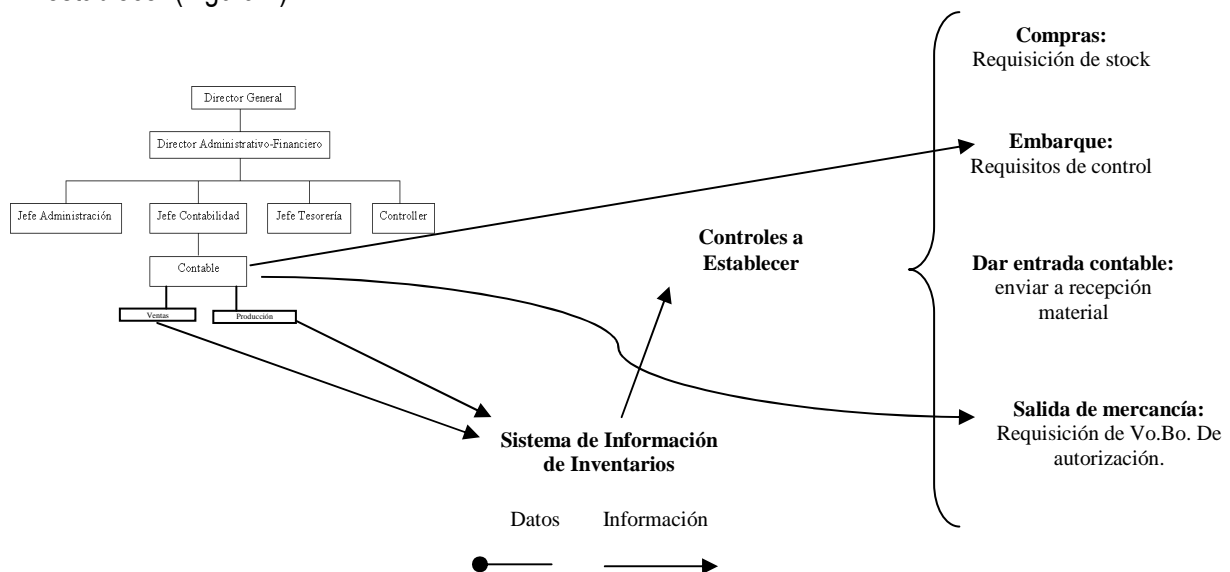 Compras:
Requisición de stock
Director General
Director Administrativo-Financiero
Embarque:
Requisitos de control
Jefe Administración
Jefe Contabilidad
Jefe Tesorería
Controller
Controles a
Establecer
Contable
Dar entrada contable:
enviar a recepción
material
Ventas
Producción
Salida de mercancía:
Requisición de Vo.Bo. De
autorización.
Sistema de Información
de Inventarios
Datos
Información